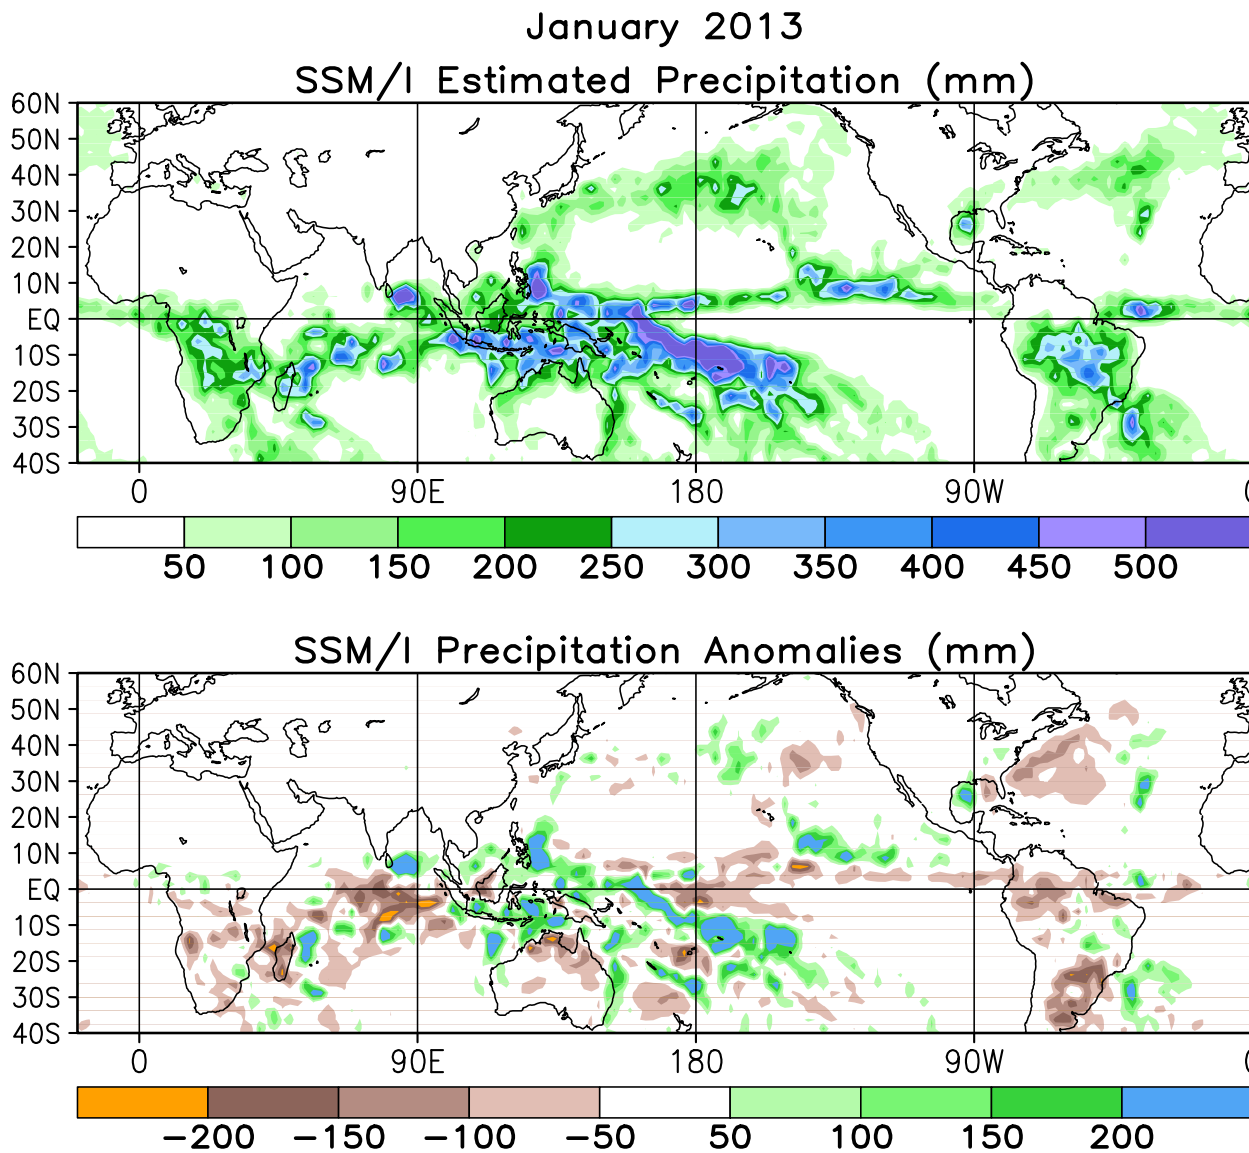 January 2013
SSM/I Estimated Precipitation (mm)
60N
50N
40N
30N
20N
10N
EQ
10S
20S
30S
40S
0 90E 180 90W 0
50 100 150 200 250 300 350 400 450 500
SSM/I Precipitation Anomalies (mm)
60N
50N
40N
30N
20N
10N
EQ
10S
20S
30S
40S
0 90E 180 90W 0
−200 −150 −100 −50 50 100 150 200